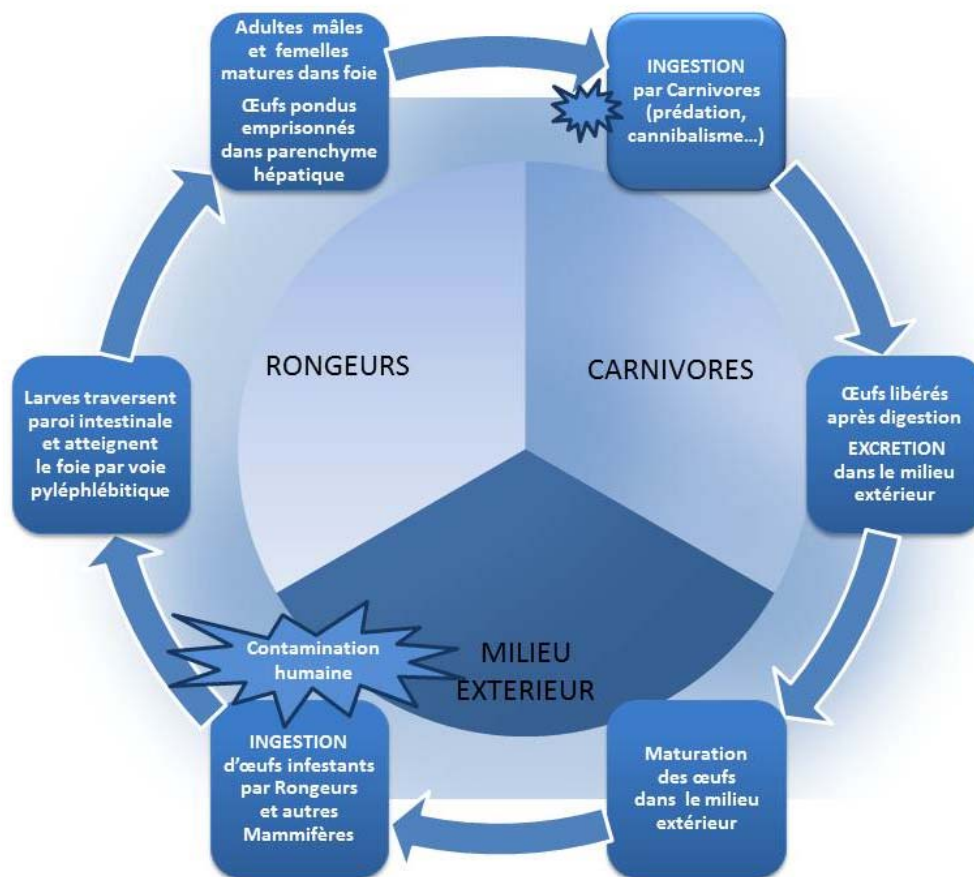 Adultes mâles
et femelles
matures dans foie
Œufs pondus
emprisonnés
dans parenchyme
hépatique
INGESTION
par Carnivores
(prédation,
cannibalisme…)
RONGEURS
CARNIVORES
Larves traversent
paroi intestinale
et atteignent
le foie par voie
pyléphlébitique
Œufs libérés
après digestion
EXCRETION
dans le milieu
extérieur
Contamination
humaine
MILIEU
EXTERIEUR
INGESTION
d'œufs infestants
par Rongeurs
et autres
Mammifères
Maturation
des œufs
dans le milieu
extérieur